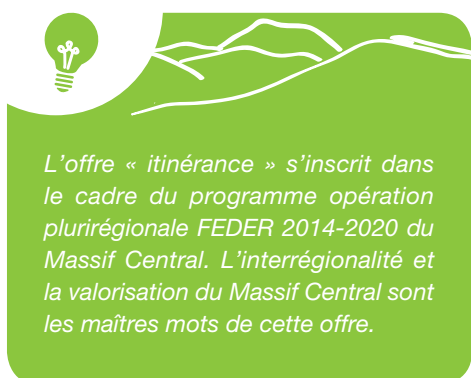 L'offre « itinérance » s'inscrit dans
le cadre du programme opération
plurirégionale FEDER 2014-2020 du
Massif Central. L'interrégionalité et
la valorisation du Massif Central sont
les maîtres mots de cette offre.